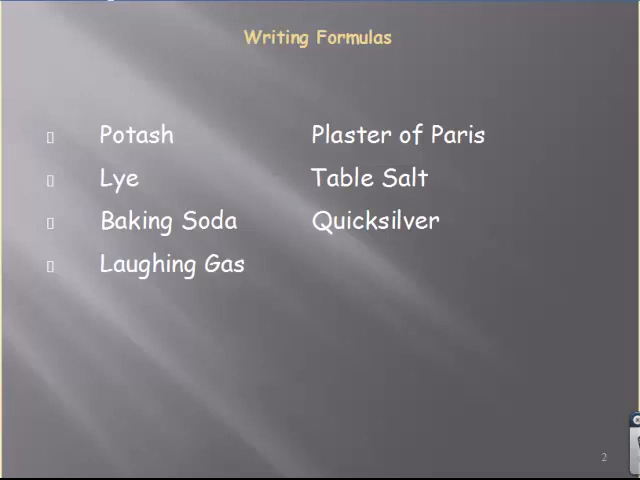 Writing Formulas
Potash Plaster of Paris
Lye Table Salt
Baking Soda Quicksilver
Laughing Gas
2